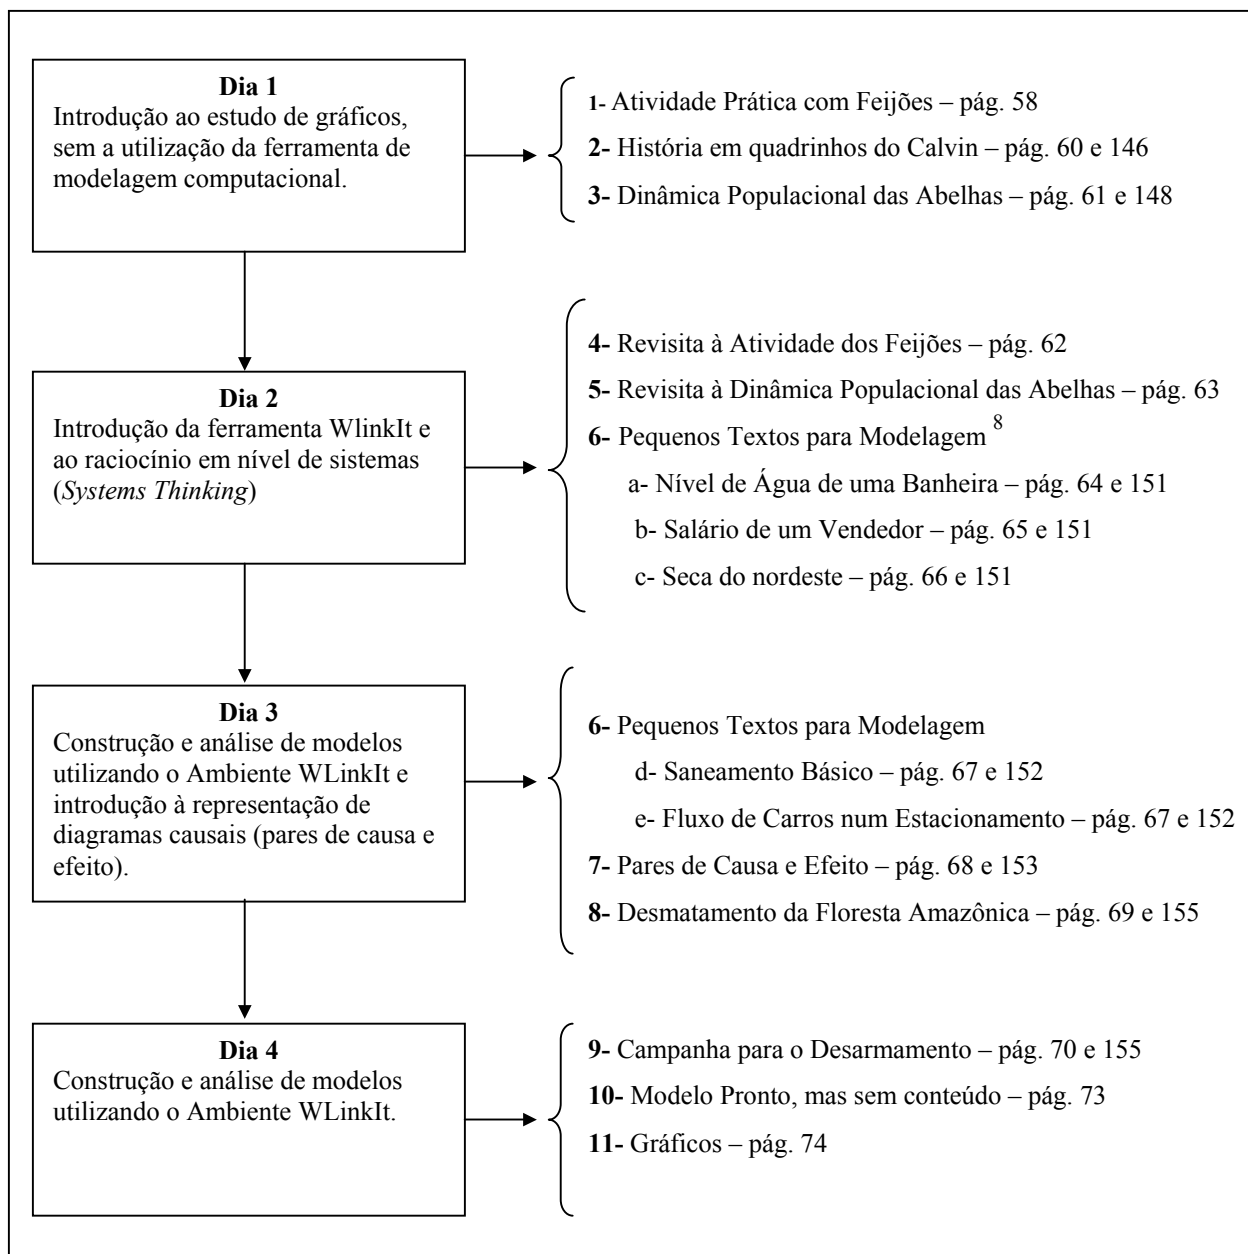 Dia 1
Introdução ao estudo de gráficos,
sem a utilização da ferramenta de
modelagem computacional.
1- Atividade Prática com Feijões – pág. 58
2- História em quadrinhos do Calvin – pág. 60 e 146
3- Dinâmica Populacional das Abelhas – pág. 61 e 148
Dia 2
Introdução da ferramenta WlinkIt e
ao raciocínio em nível de sistemas
(Systems Thinking)
4- Revisita à Atividade dos Feijões – pág. 62
5- Revisita à Dinâmica Populacional das Abelhas – pág. 63
6- Pequenos Textos para Modelagem 8
a- Nível de Água de uma Banheira – pág. 64 e 151
b- Salário de um Vendedor – pág. 65 e 151
c- Seca do nordeste – pág. 66 e 151
Dia 3
Construção e análise de modelos
utilizando o Ambiente WLinkIt e
introdução à representação de
diagramas causais (pares de causa e
efeito).
6- Pequenos Textos para Modelagem
d- Saneamento Básico – pág. 67 e 152
e- Fluxo de Carros num Estacionamento – pág. 67 e 152
7- Pares de Causa e Efeito – pág. 68 e 153
8- Desmatamento da Floresta Amazônica – pág. 69 e 155
Dia 4
Construção e análise de modelos
utilizando o Ambiente WLinkIt.
9- Campanha para o Desarmamento – pág. 70 e 155
10- Modelo Pronto, mas sem conteúdo – pág. 73
11- Gráficos – pág. 74